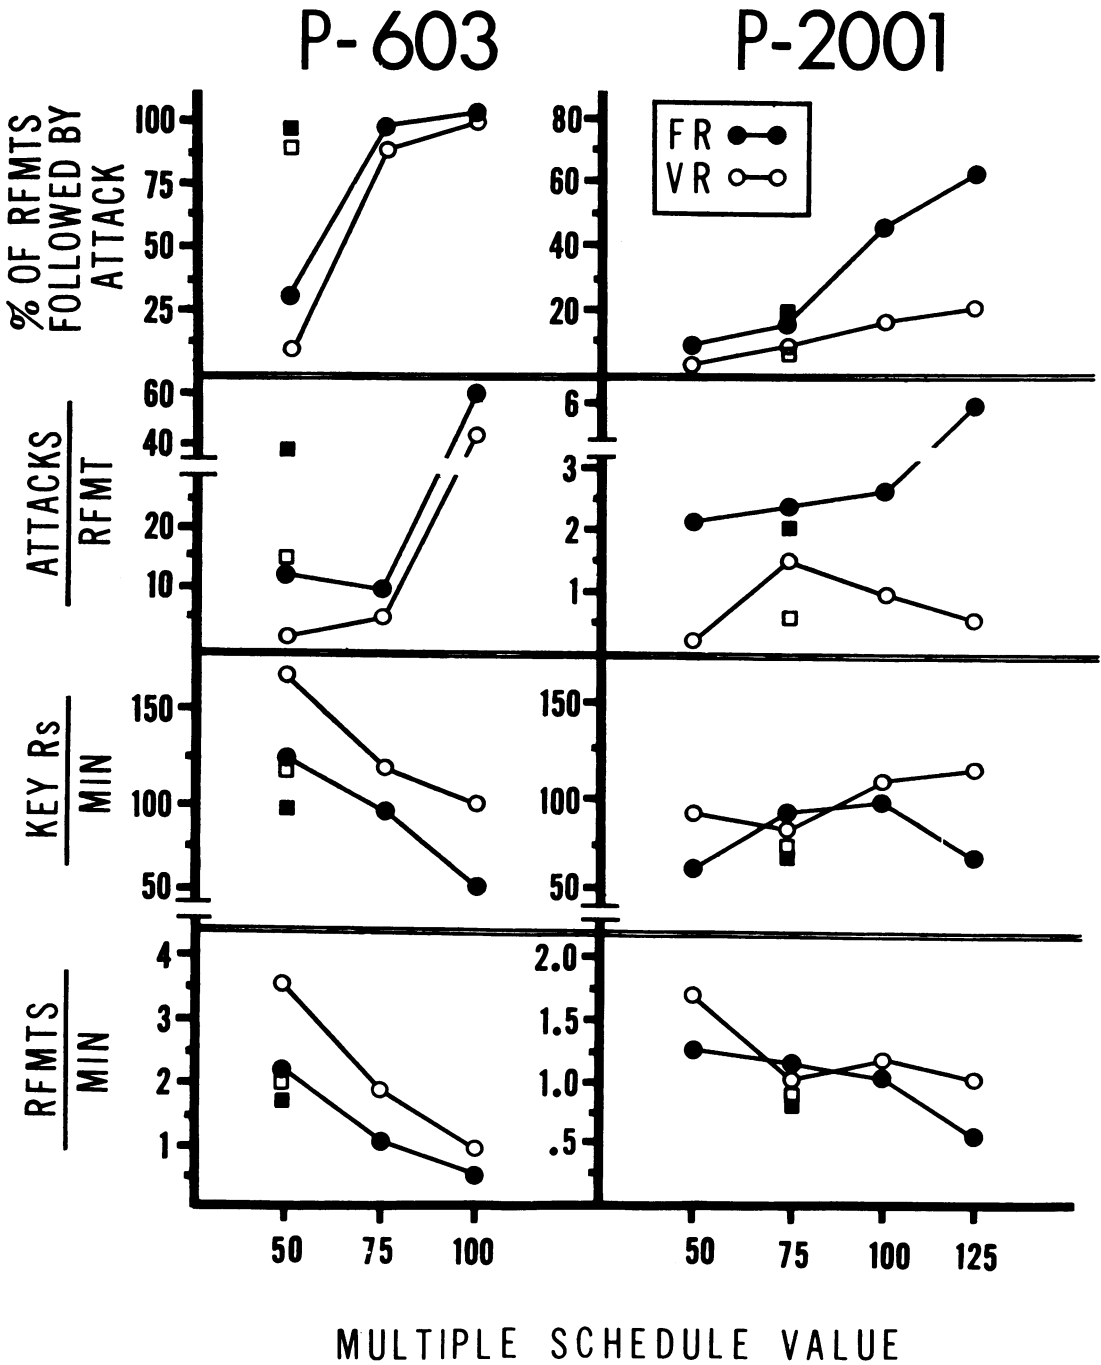 P-603
P-2001
% OF RFMTS
FOLLOWED BY
ATTACK
100
75
50
25
80
60
40
20
FR
VR
ATTACKS
RFMT
60
40
20
10
6
3
2
1
KEY Rs
MIN
150
100
50
150
100
50
RFMTS
MIN
4
3
2
1
2.0
1.5
1.0
.5
50 75 100
50 75 100 125
MULTIPLE SCHEDULE VALUE